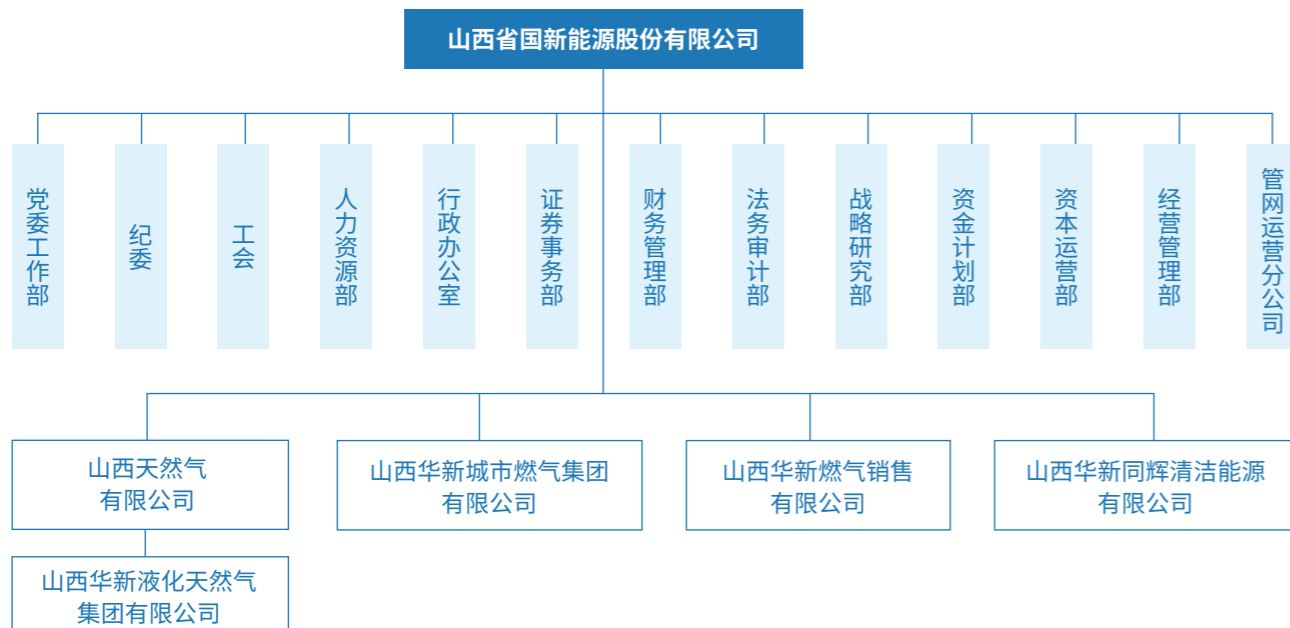 山西省国新能源股份有限公司
党委工作部
纪委
工会
人力资源部
行政办公室
证券事务部
财务管理部
法务审计部
战略研究部
资金计划部
资本运营部
经营管理部
管网运营分公司
山西天然气
有限公司
山西华新城市燃气集团
有限公司
山西华新燃气销售
有限公司
山西华新同辉清洁能源
有限公司
山西华新液化天然气
集团有限公司